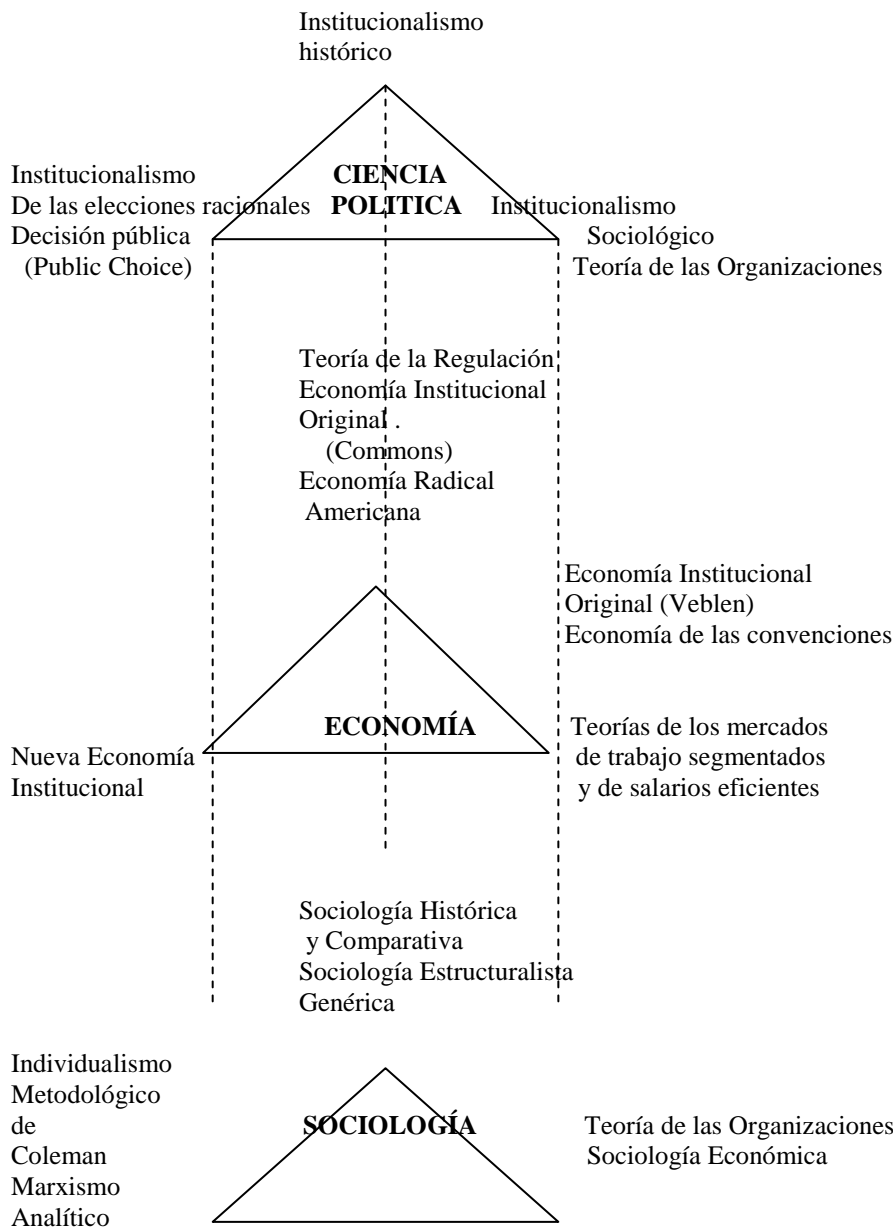 Institucionalismo
histórico
Institucionalismo
De las elecciones racionales
Decisión pública
(Public Choice)
CIENCIA
POLITICA
Institucionalismo
Sociológico
Teoría de las Organizaciones
Teoría de la Regulación
Economía Institucional
Original .
(Commons)
Economía Radical
Americana
Economía Institucional
Original (Veblen)
Economía de las convenciones
ECONOMÍA
Nueva Economía
Institucional
Teorías de los mercados
de trabajo segmentados
y de salarios eficientes
Sociología Histórica
y Comparativa
Sociología Estructuralista
Genérica
Individualismo
Metodológico
de
Coleman
Marxismo
Analítico
SOCIOLOGÍA
Teoría de las Organizaciones
Sociología Económica